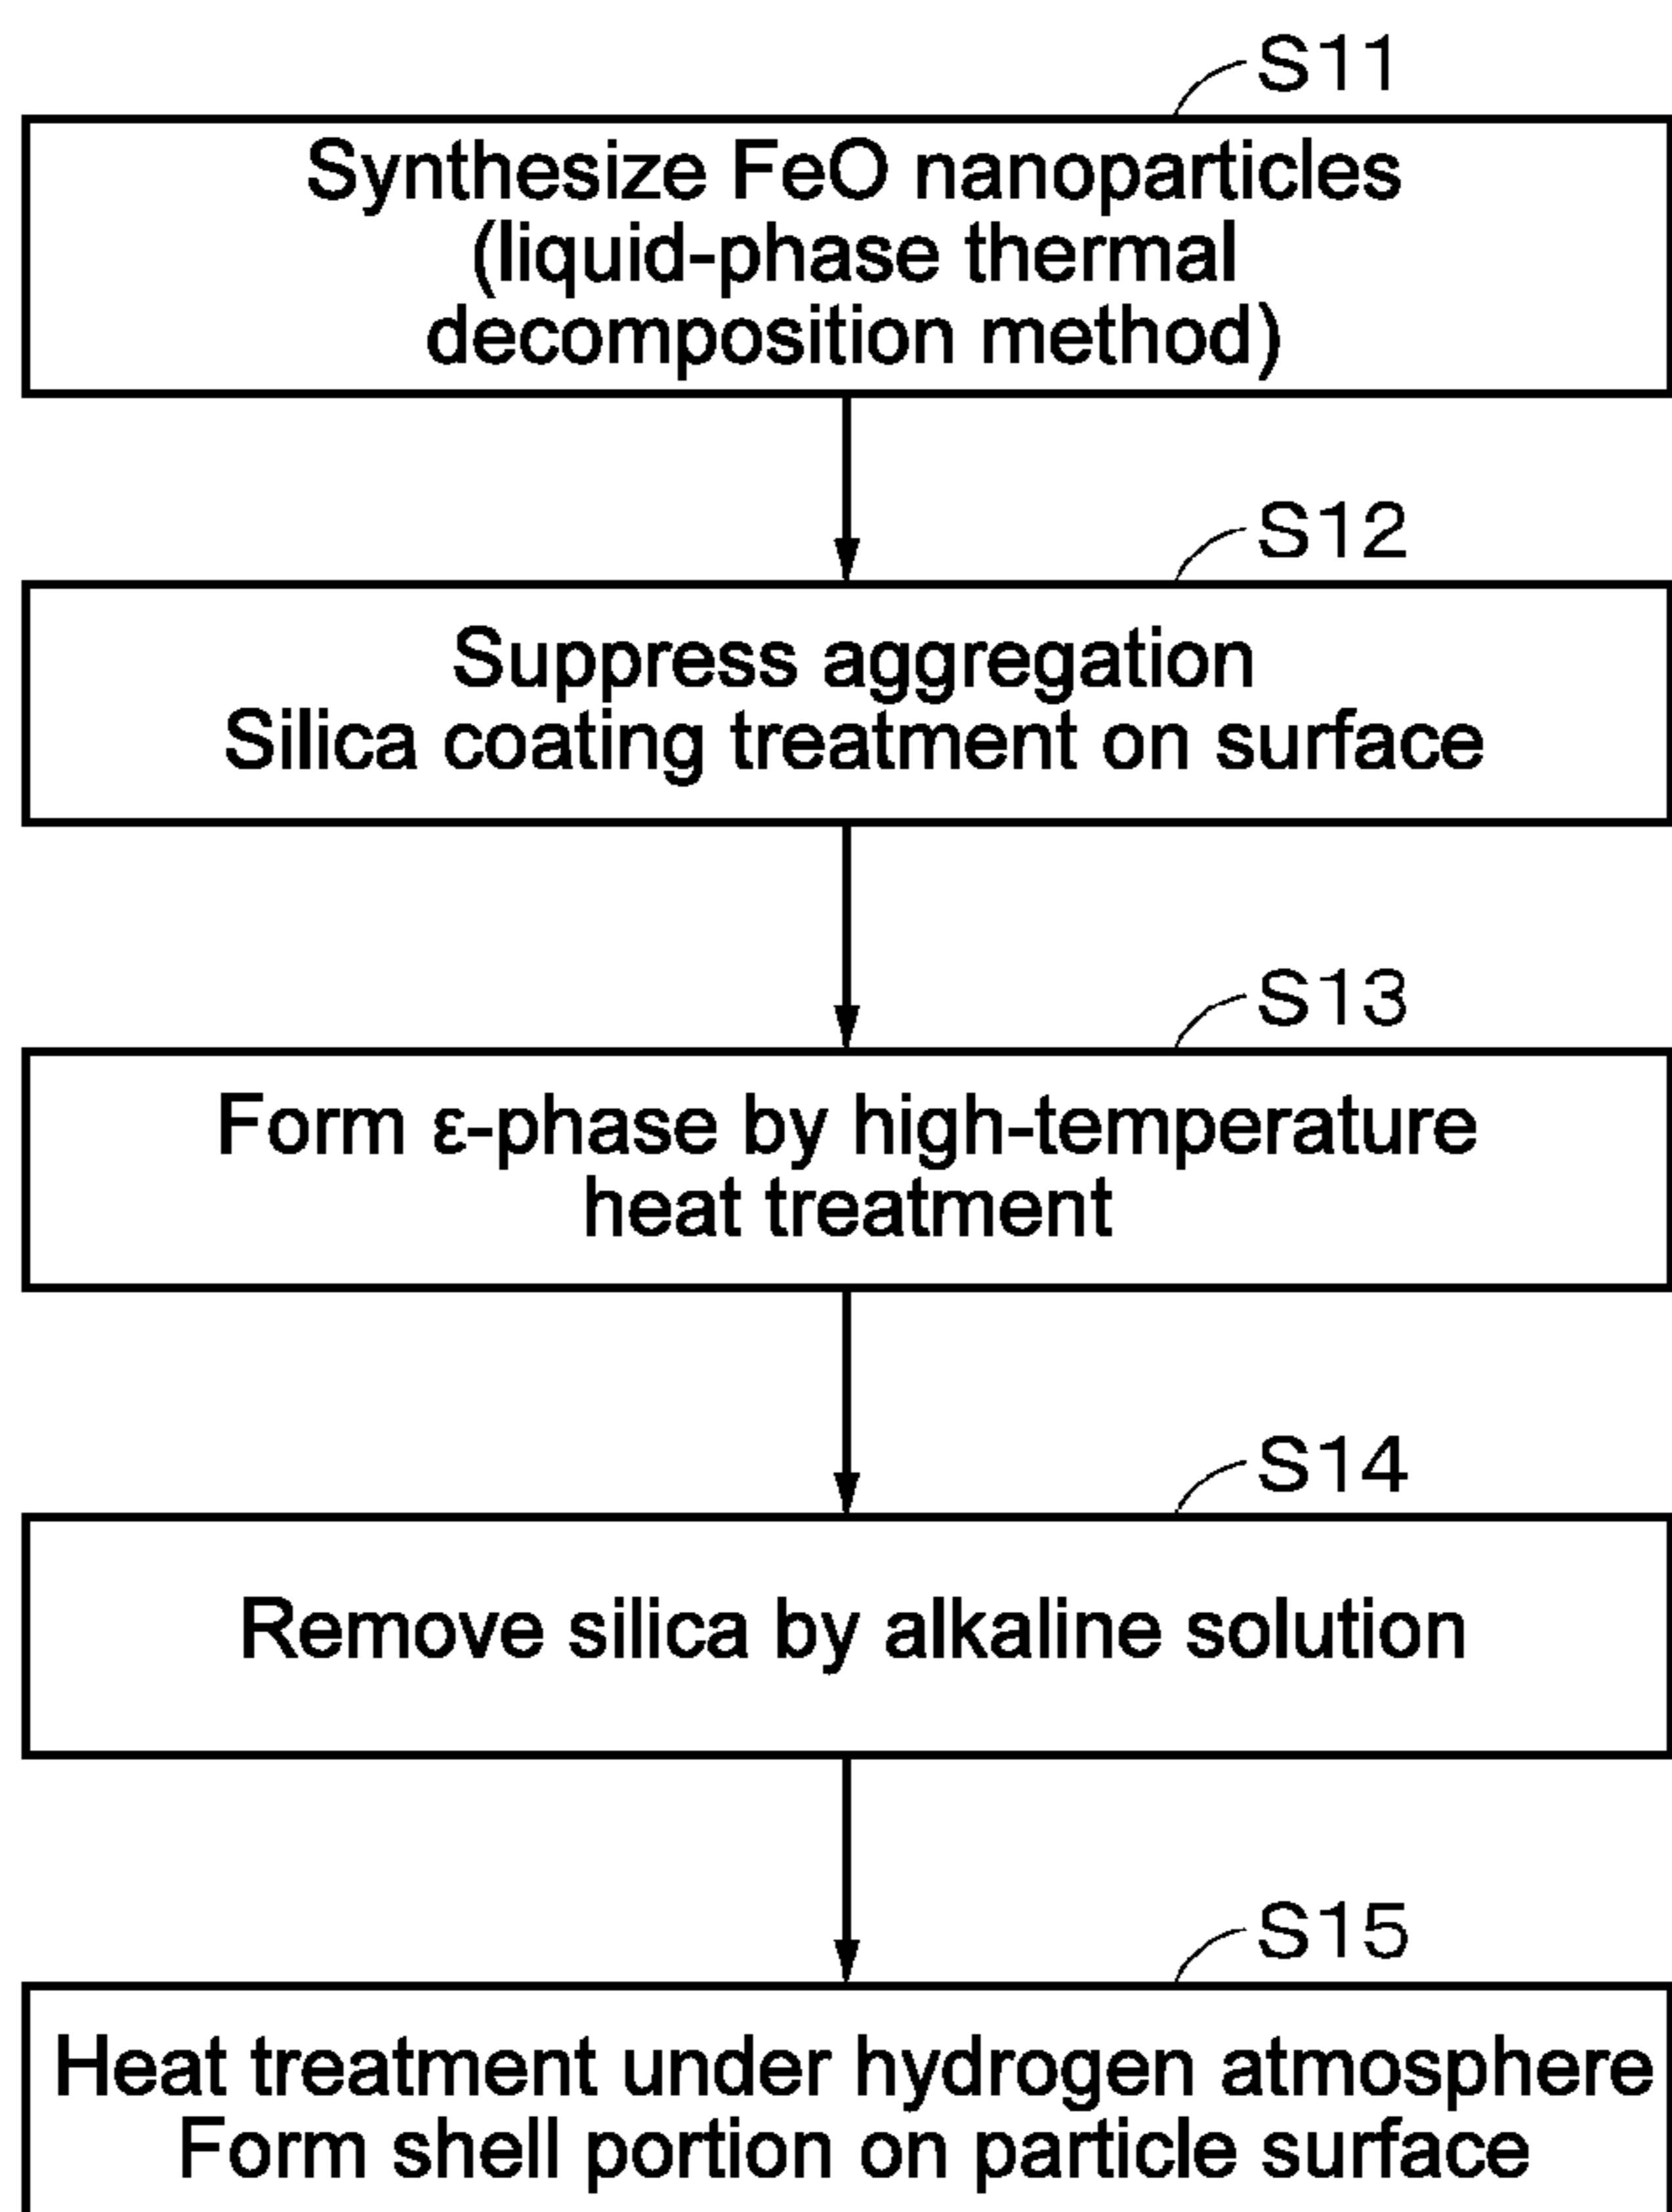 S11
Synthesize FeO nanoparticles
(liquid-phase thermal
decomposition method)
S12
Suppress aggregation
Silica coating treatment on surface
S13
Form ε-phase by high-temperature
heat treatment
S14
Remove silica by alkaline solution
S15
Heat treatment under hydrogen atmosphere
Form shell portion on particle surface